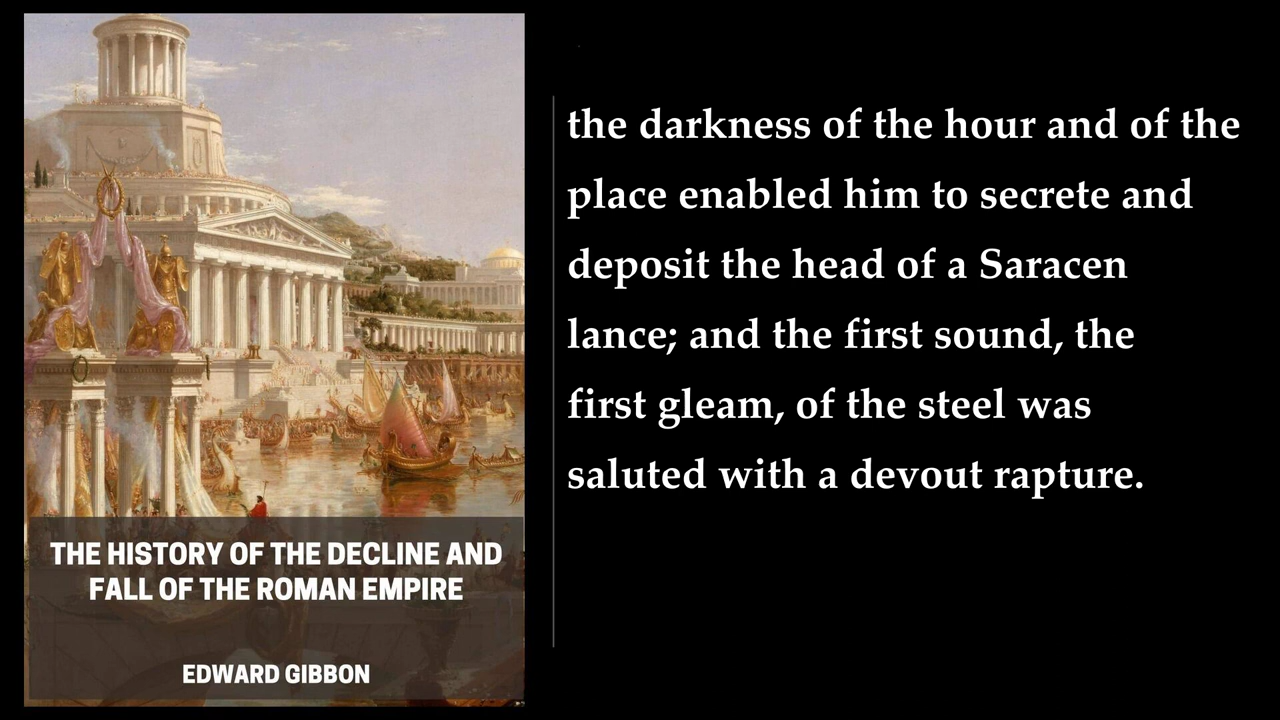 THE HISTORY OF THE DECLINE AND
FALL OF THE ROMAN EMPIRE
EDWARD GIBBON
the darkness of the hour and of the
place enabled him to secrete and
deposit the head of a Saracen
lance; and the first sound, the
first gleam, of the steel was
saluted with a devout rapture.